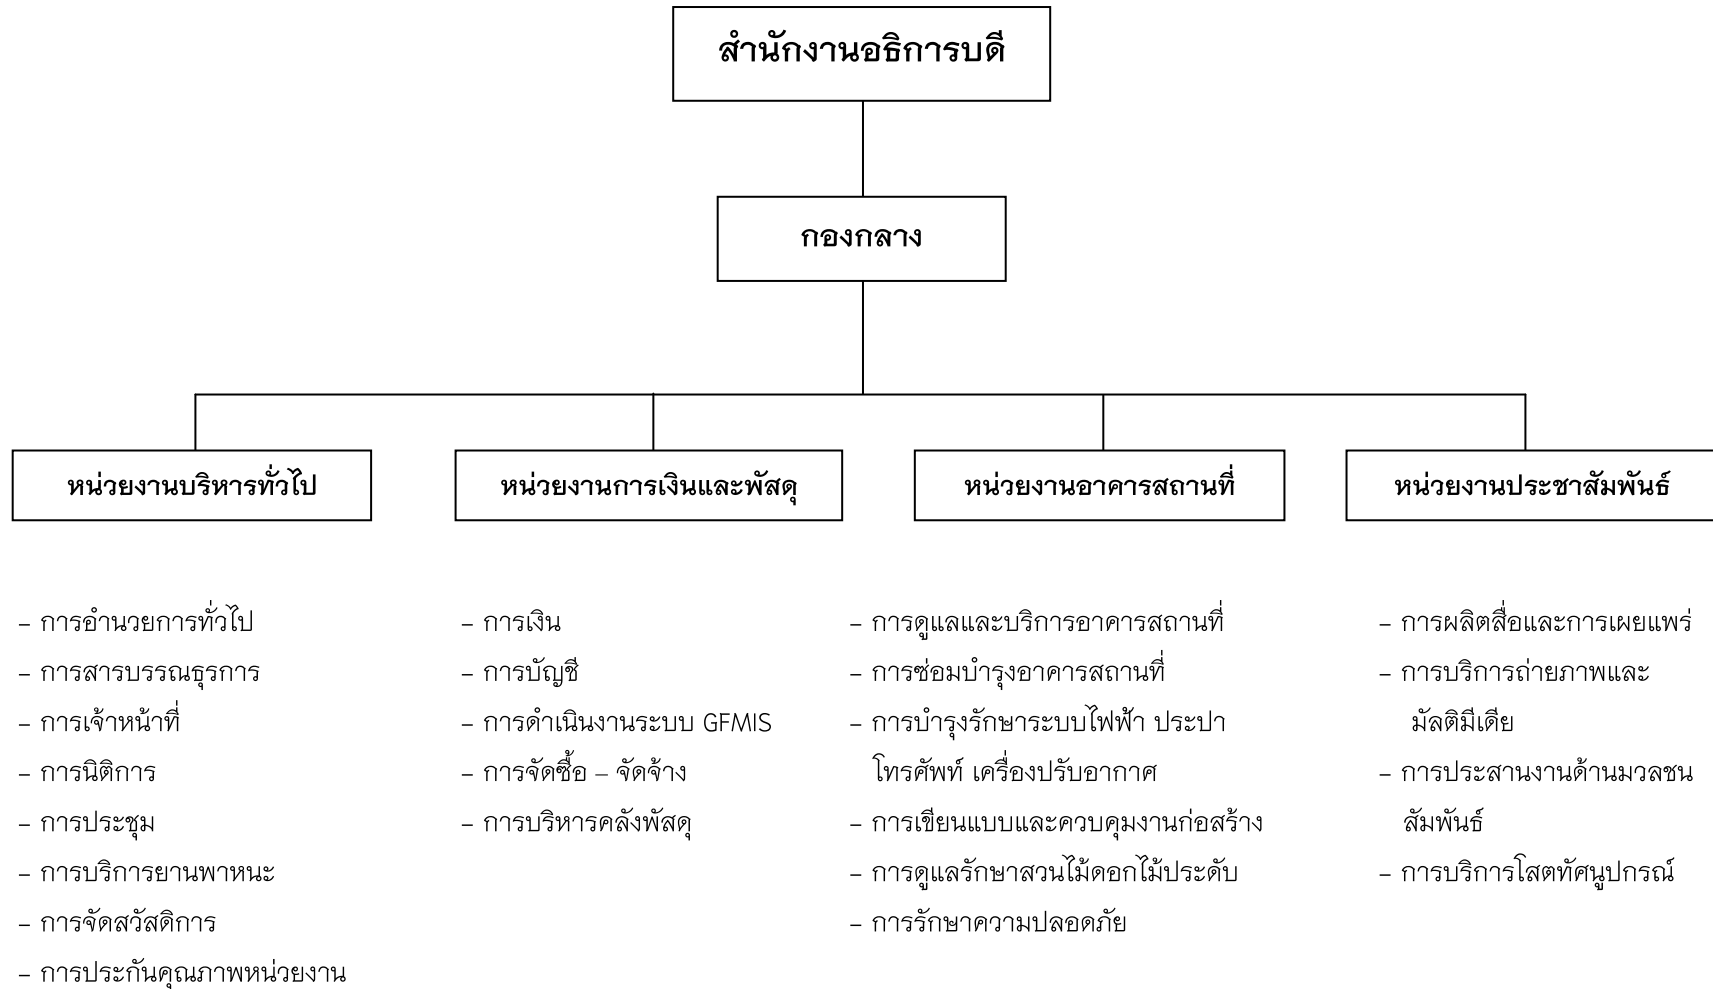 สำนักงานอธิการบดี
กองกลาง
หน่วยงานบริหารทั่วไป
หน่วยงานการเงินและพัสดุ
หน่วยงานอาคารสถานที่
หน่วยงานประชาสัมพันธ์
– การอำนวยการทั่วไป
– การสารบรรณธุรการ
– การเจ้าหน้าที่
– การนิติการ
– การประชุม
– การบริการยานพาหนะ
– การจัดสวัสดิการ
– การประกันคุณภาพหน่วยงาน
– การเงิน
– การบัญชี
– การดำเนินงานระบบ GFMIS
– การจัดซื้อ – จัดจ้าง
– การบริหารคลังพัสดุ
– การดูแลและบริการอาคารสถานที่
– การซ่อมบำรุงอาคารสถานที่
– การบำรุงรักษาระบบไฟฟ้า ประปา
โทรศัพท์ เครื่องปรับอากาศ
– การเขียนแบบและควบคุมงานก่อสร้าง
– การดูแลรักษาสวนไม้ดอกไม้ประดับ
– การรักษาความปลอดภัย
– การผลิตสื่อและการเผยแพร่
– การบริการถ่ายภาพและ
มัลติมีเดีย
– การประสานงานด้านมวลชน
สัมพันธ์
– การบริการโสตทัศนูปกรณ์